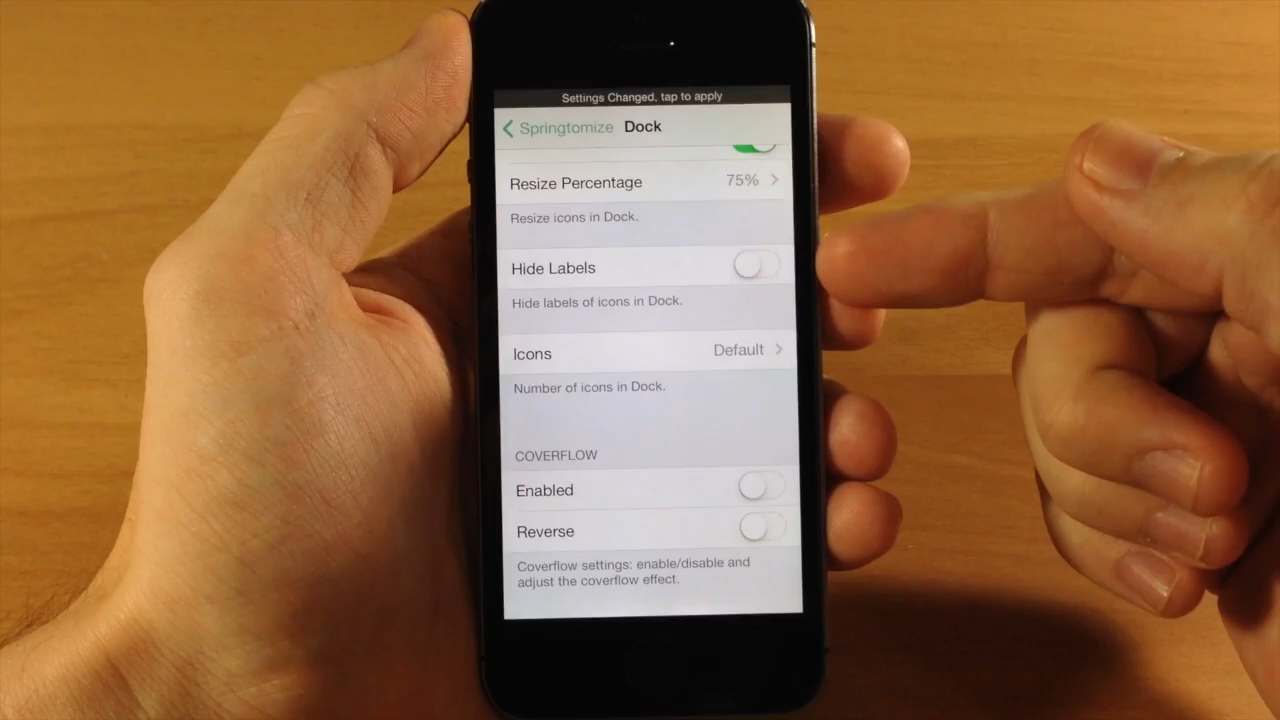 Settings Changed, tap to apply
Springtomize Dock
Resize Percentage 75%
Resize icons in Dock.
Hide Labels
Hide labels of icons in Dock.
Icons Default
Number of icons in Dock.
COVERFLOW
Enabled
Reverse
Coverflow settings: enable/disable and
adjust the coverflow effect.